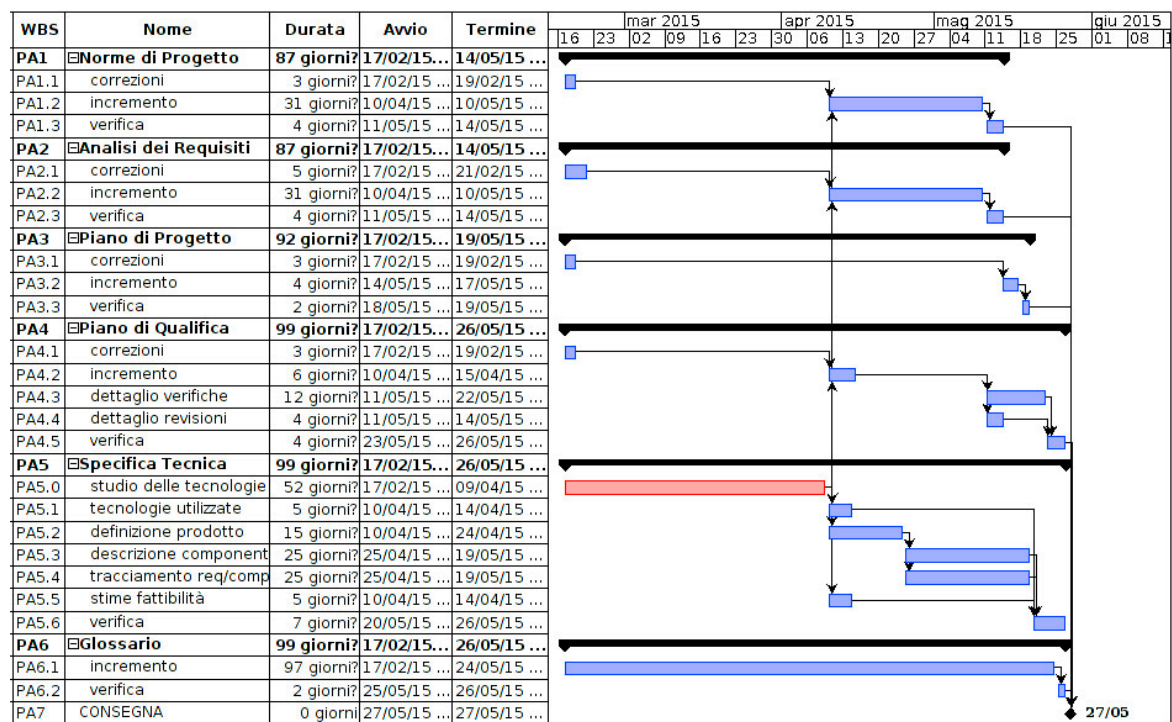 WBS Nome Durata Avvio Termine mar 2015 apr 2015 mag 2015 giu 2015
16 23 02 09 16 23 30 06 13 20 27 04 11 18 25 01 08 1
PA1 Norme di Progetto 87 giorni? 17/02/15... 14/05/15 ...
PA1.1 correzioni 3 giorni? 17/02/15 ... 19/02/15 ...
PA1.2 incremento 31 giorni? 10/04/15 ... 10/05/15 ...
PA1.3 verifica 4 giorni? 11/05/15 ... 14/05/15 ...
PA2 Analisi dei Requisiti 87 giorni? 17/02/15... 14/05/15 ...
PA2.1 correzioni 5 giorni? 17/02/15 ... 21/02/15 ...
PA2.2 incremento 31 giorni? 10/04/15 ... 10/05/15 ...
PA2.3 verifica 4 giorni? 11/05/15 ... 14/05/15 ...
PA3 Piano di Progetto 92 giorni? 17/02/15... 19/05/15 ...
PA3.1 correzioni 3 giorni? 17/02/15 ... 19/02/15 ...
PA3.2 incremento 4 giorni? 14/05/15 ... 17/05/15 ...
PA3.3 verifica 2 giorni? 18/05/15 ... 19/05/15 ...
PA4 Piano di Qualifica 99 giorni? 17/02/15... 26/05/15 ...
PA4.1 correzioni 3 giorni? 17/02/15 ... 19/02/15 ...
PA4.2 incremento 6 giorni? 10/04/15 ... 15/04/15 ...
PA4.3 dettaglio verifiche 12 giorni? 11/05/15 ... 22/05/15 ...
PA4.4 dettaglio revisioni 4 giorni? 11/05/15 ... 14/05/15 ...
PA4.5 verifica 4 giorni? 23/05/15 ... 26/05/15 ...
PA5 Specifica Tecnica 99 giorni? 17/02/15... 26/05/15 ...
PA5.0 studio delle tecnologie 52 giorni? 17/02/15 ... 09/04/15 ...
PA5.1 tecnologie utilizzate 5 giorni? 10/04/15 ... 14/04/15 ...
PA5.2 definizione prodotto 15 giorni? 10/04/15 ... 24/04/15 ...
PA5.3 descrizione component 25 giorni? 25/04/15 ... 19/05/15 ...
PA5.4 tracciamento req/comp 25 giorni? 25/04/15 ... 19/05/15 ...
PA5.5 stime fattibilità 5 giorni? 10/04/15 ... 14/04/15 ...
PA5.6 verifica 7 giorni? 20/05/15 ... 26/05/15 ...
PA6 Glossario 99 giorni? 17/02/15... 26/05/15 ...
PA6.1 incremento 97 giorni? 17/02/15 ... 24/05/15 ...
PA6.2 verifica 2 giorni? 25/05/15 ... 26/05/15 ...
PA7 CONSEGNA 0 giorni 27/05/15 ... 27/05/15 ... 27/05